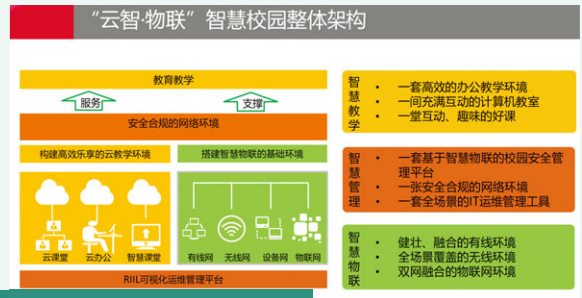 “云智·物联”智慧校园整体架构
教育教学
服务
支撑
安全合规的网络环境
构建高效乐享的云教学环境
搭建智慧物联的基础环境
云课堂 云办公 智慧课堂
有线网 无线网 设备网 物联网
RIIL可视化运维管理平台
智慧教学
• 一套高效的办公教学环境
• 一间充满互动的计算机教室
• 一堂互动、趣味的好课
智慧管理
• 一套基于智慧物联的校园安全管
理平台
• 一张安全合规的网络环境
• 一套全场景的IT运维管理工具
智慧物联
• 健壮、融合的有线环境
• 全场景覆盖的无线环境
• 双网融合的物联网环境